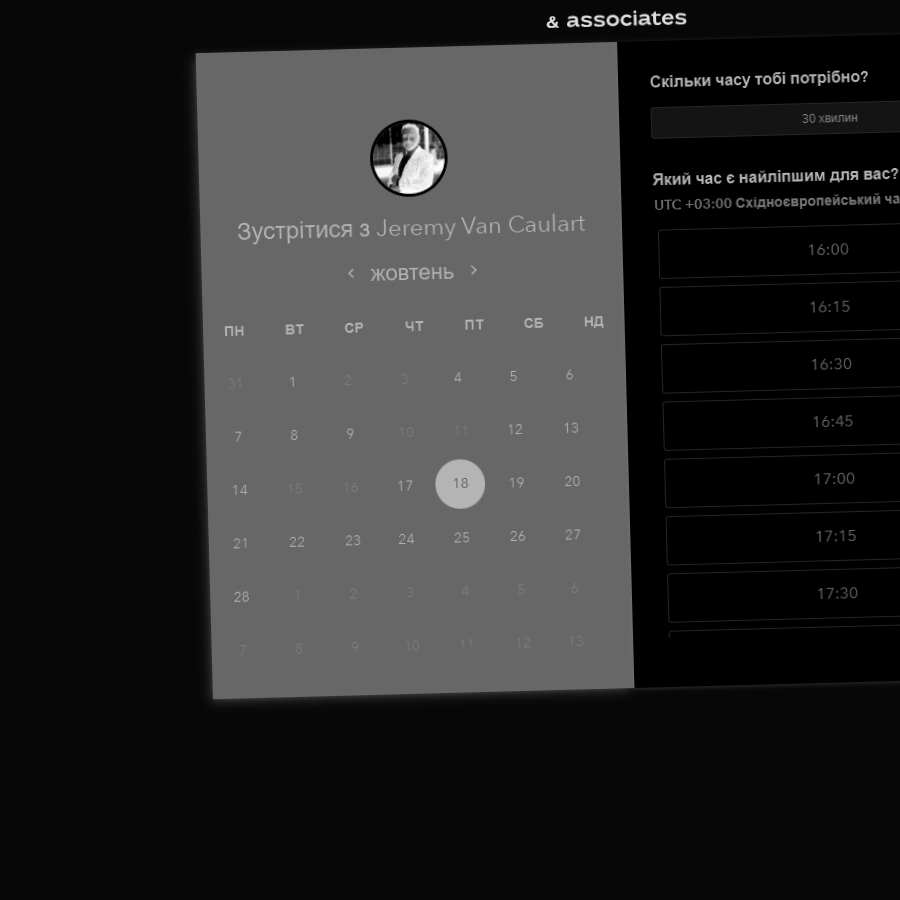 & associates
Зустрітися з Jeremy Van Caulart
жовтень
ПН ВТ СР ЧТ ПТ СБ НД
31 1 2 3 4 5 6
7 8 9 10 11 12 13
14 15 16 17 18 19 20
21 22 23 24 25 26 27
28 1 2 3 4 5 6
7 8 9 10 11 12 13
Скільки часу тобі потрібно?
30 хвилин
Який час є найліпшим для вас?
UTC +03:00 Східноєвропейський ча
16:00
16:15
16:30
16:45
17:00
17:15
17:30